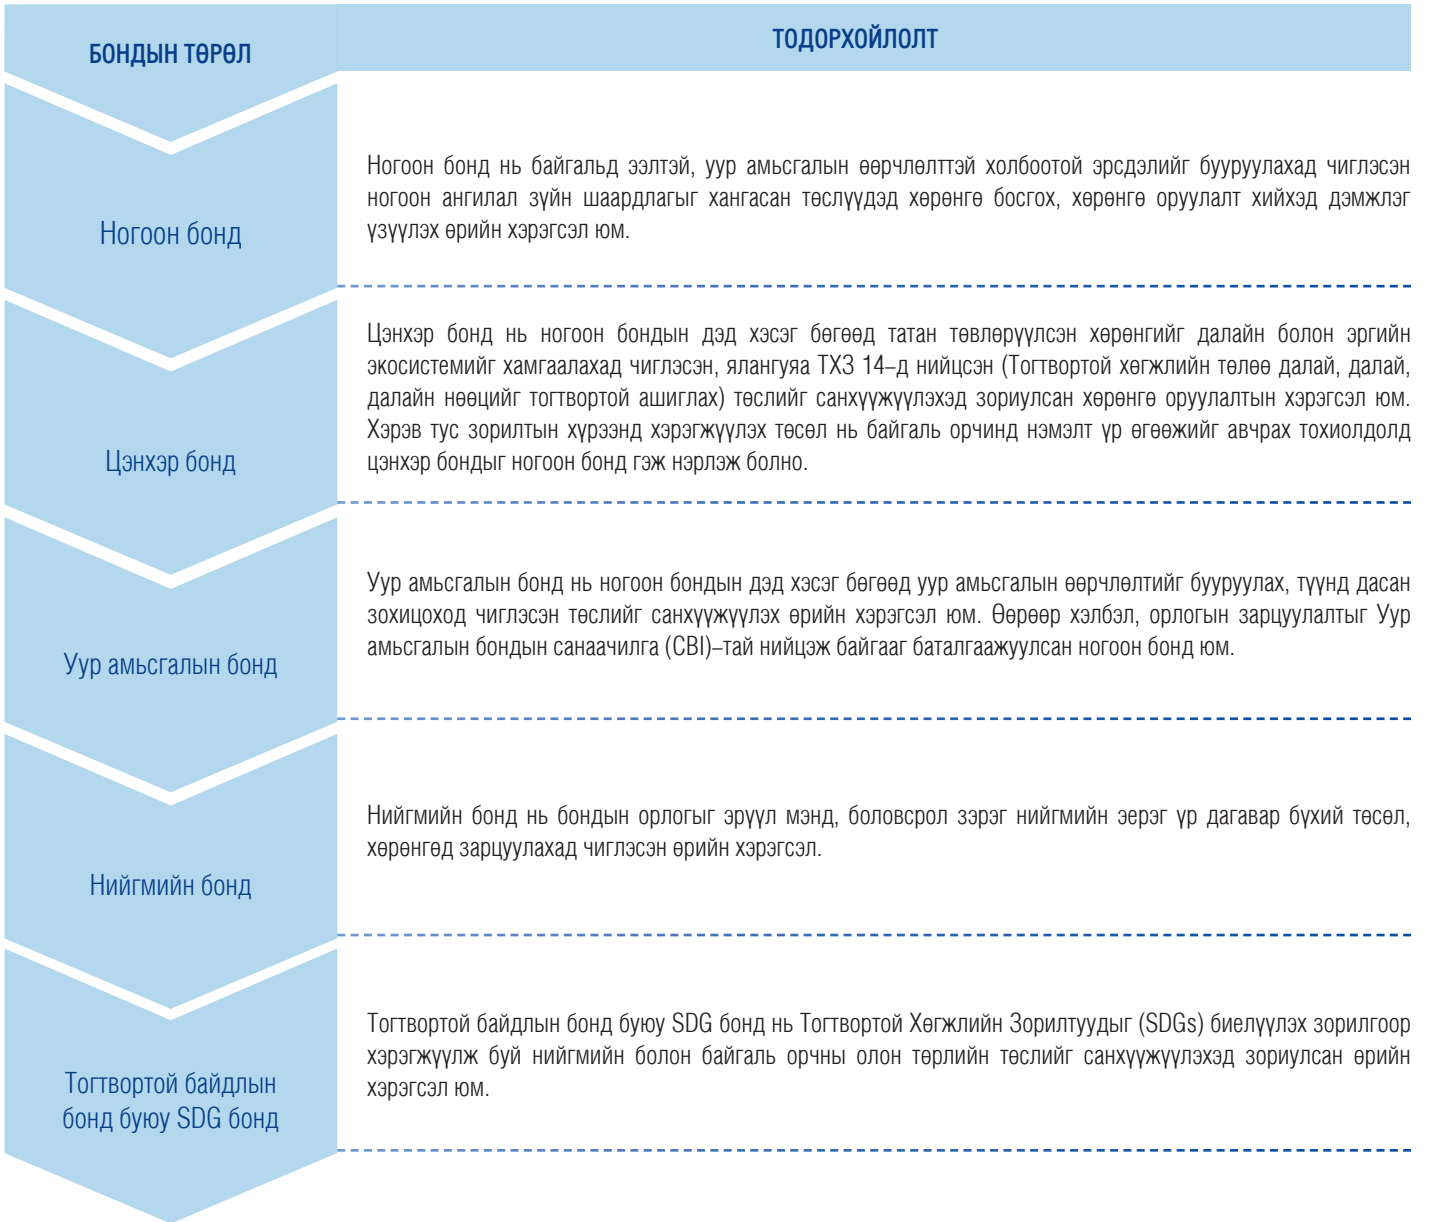 БОНДЫН ТӨРӨЛ
ТОДОРХОЙЛОЛТ
Ногоон бонд
Ногоон бонд нь байгальд ээлтэй, уур амьсгалын өөрчлөлттэй холбоотой эрсдэлийг бууруулахад чиглэсэн
ногоон ангилал зүйн шаардлагыг хангасан төслүүдэд хөрөнгө босгох, хөрөнгө оруулалт хийхэд дэмжлэг
үзүүлэх өрийн хэрэгсэл юм.
Цэнхэр бонд
Цэнхэр бонд нь ногоон бондын дэд хэсэг бөгөөд татан төвлөрүүлсэн хөрөнгийг далайн болон эргийн
экосистемийг хамгаалахад чиглэсэн, ялангуяа ТХЗ 14–д нийцсэн (Тогтвортой хөгжлийн төлөө далай, далай,
далайн нөөцийг тогтвортой ашиглах) төслийг санхүүжүүлэхэд зориулсан хөрөнгө оруулалтын хэрэгсэл юм.
Хэрэв тус зорилтын хүрээнд хэрэгжүүлэх төсөл нь байгаль орчинд нэмэлт үр өгөөжийг авчрах тохиолдолд
цэнхэр бондыг ногоон бонд гэж нэрлэж болно.
Уур амьсгалын бонд
Уур амьсгалын бонд нь ногоон бондын дэд хэсэг бөгөөд уур амьсгалын өөрчлөлтийг бууруулах, түүнд дасан
зохицоход чиглэсэн төслийг санхүүжүүлэх өрийн хэрэгсэл юм. Өөрөөр хэлбэл, орлогын зарцуулалтыг Уур
амьсгалын бондын санаачилга (CBI)–тай нийцэж байгааг баталгаажуулсан ногоон бонд юм.
Нийгмийн бонд
Нийгмийн бонд нь бондын орлогыг эрүүл мэнд, боловсрол зэрэг нийгмийн эерэг үр дагавар бүхий төсөл,
хөрөнгөд зарцуулахад чиглэсэн өрийн хэрэгсэл.
Тогтвортой байдлын
бонд буюу SDG бонд
Тогтвортой байдлын бонд буюу SDG бонд нь Тогтвортой Хөгжлийн Зорилтуудыг (SDGs) биелүүлэх зорилгоор
хэрэгжүүлж буй нийгмийн болон байгаль орчны олон төрлийн төслийг санхүүжүүлэхэд зориулсан өрийн
хэрэгсэл юм.